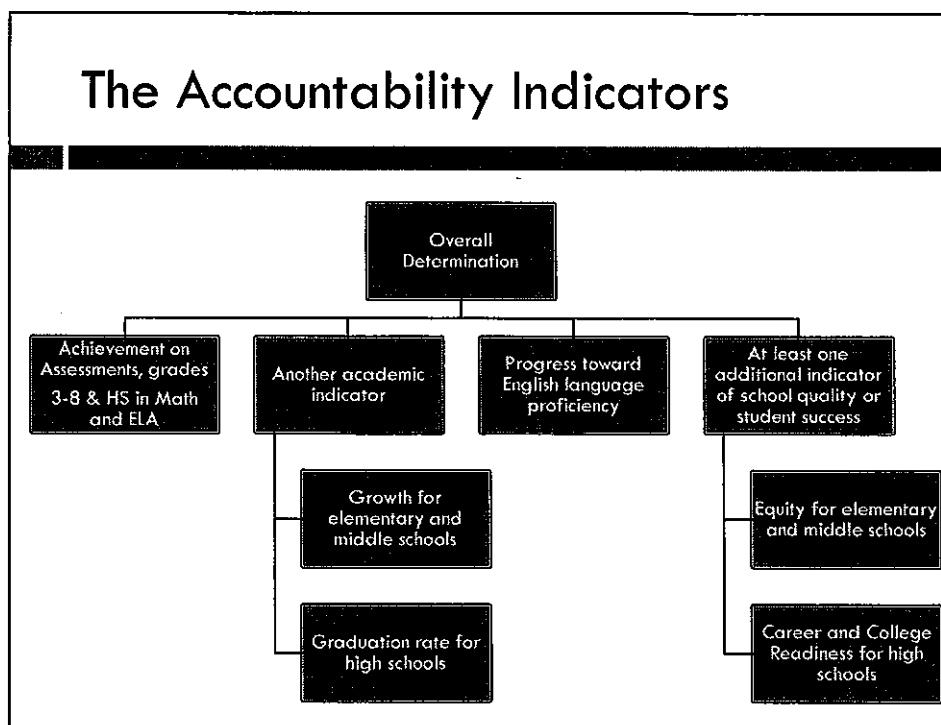 The Accountability Indicators
Overall
Determination
Achievement on
Assessments, grades
3-8 & HS in Math
and ELA
Another academic
indicator
Progress toward
English language
proficiency
At least one
additional indicator
of school quality or
student success
Growth for
elementary and
middle schools
Equity for elementary
and middle schools
Graduation rate for
high schools
Career and College
Readiness for high
schools